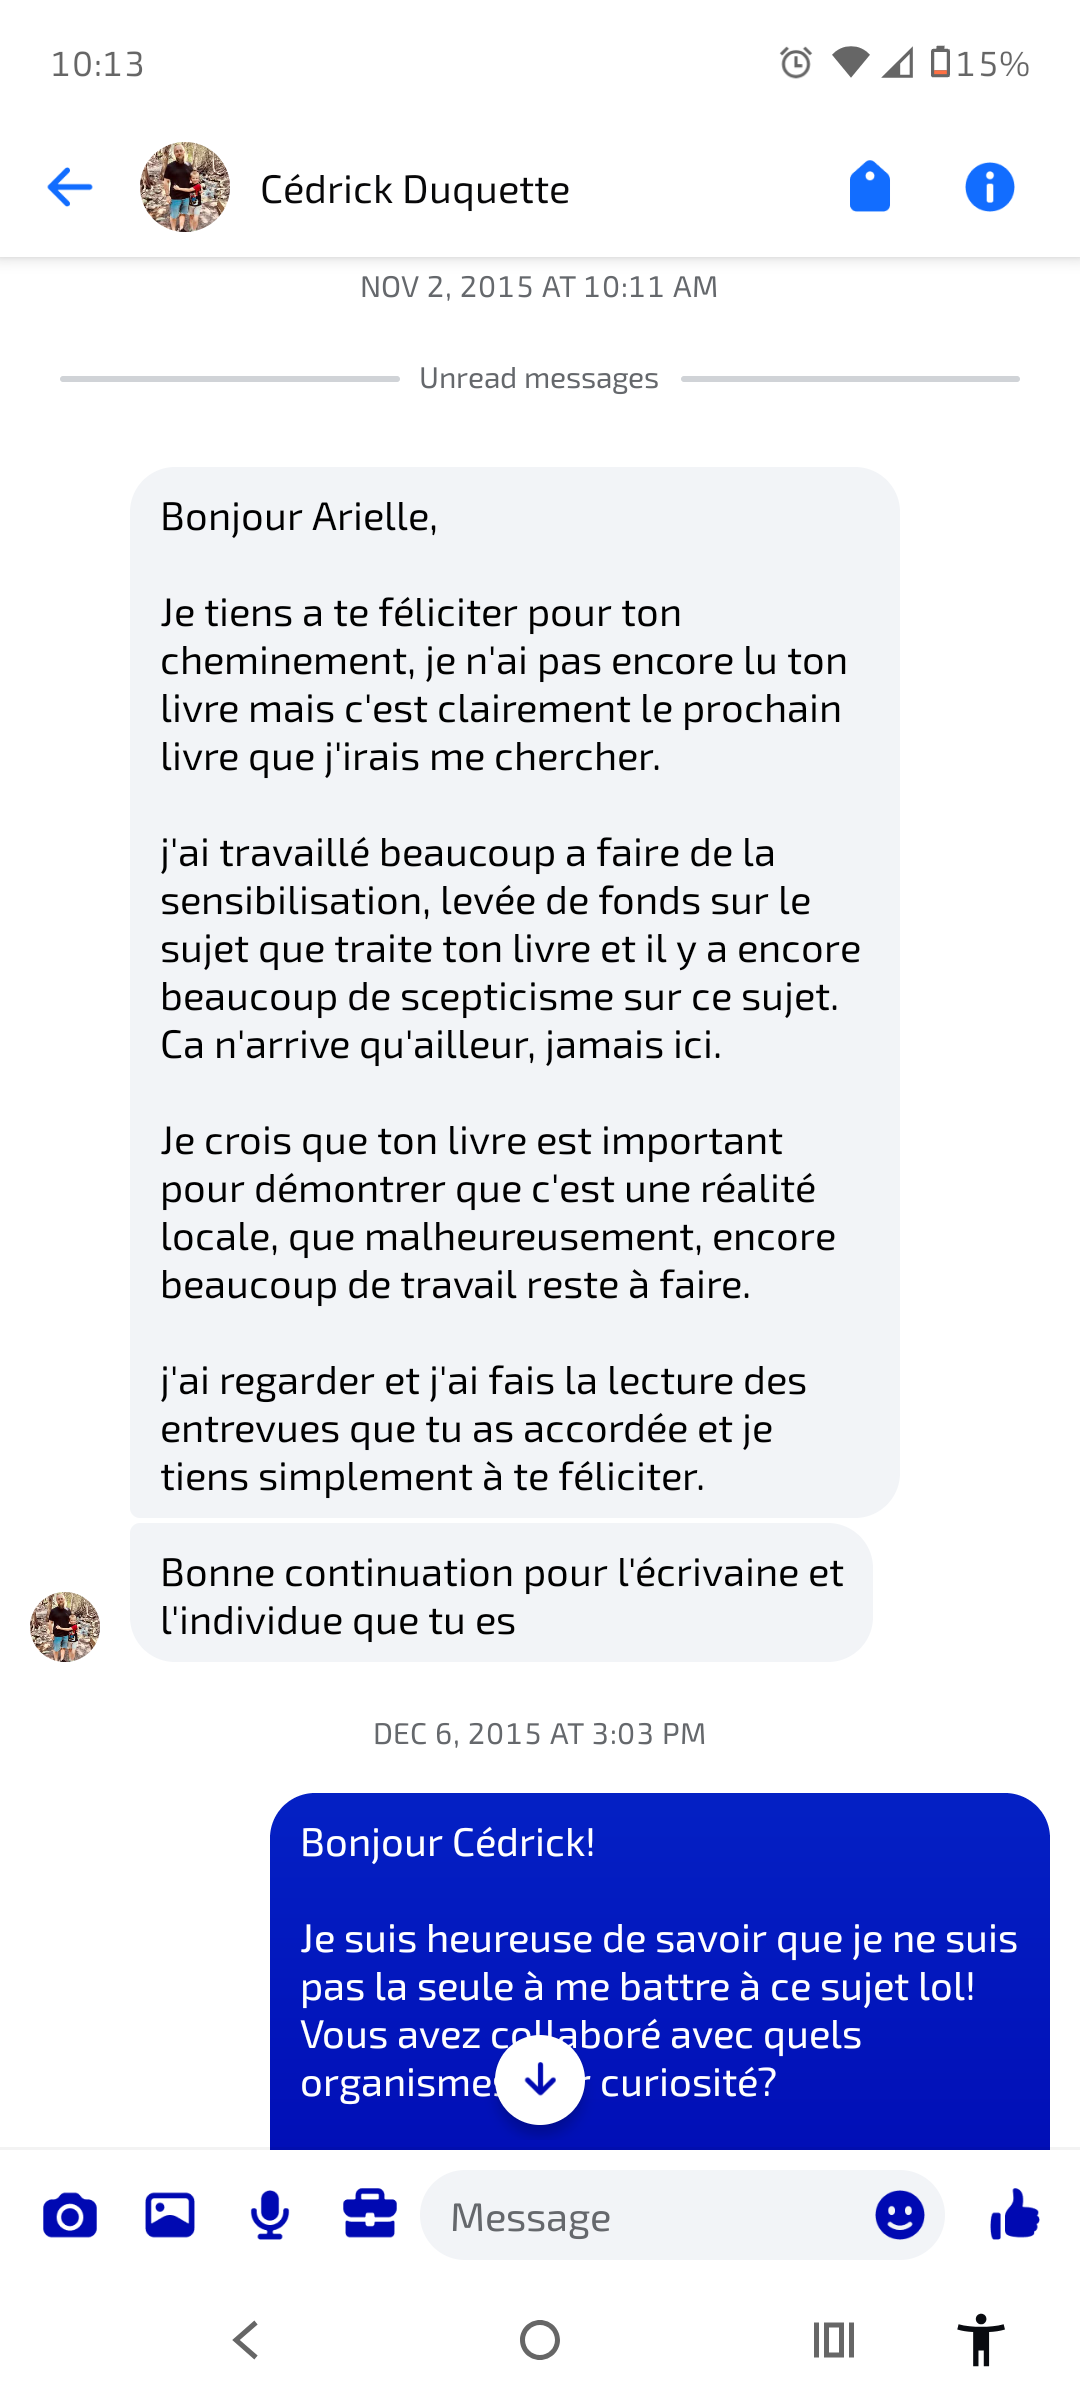 10:13
15%
Cédrick Duquette
NOV 2, 2015 AT 10:11 AM
Unread messages
Bonjour Arielle,
Je tiens a te féliciter pour ton
cheminement, je n'ai pas encore lu ton
livre mais c'est clairement le prochain
livre que j'irais me chercher.
j'ai travaillé beaucoup a faire de la
sensibilisation, levée de fonds sur le
sujet que traite ton livre et il y a encore
beaucoup de scepticisme sur ce sujet.
Ca n'arrive qu'ailleur, jamais ici.
Je crois que ton livre est important
pour démontrer que c'est une réalité
locale, que malheureusement, encore
beaucoup de travail reste à faire.
j'ai regarder et j'ai fais la lecture des
entrevues que tu as accordée et je
tiens simplement à te féliciter.
Bonne continuation pour l'écrivaine et
l'individue que tu es
DEC 6, 2015 AT 3:03 PM
Bonjour Cédrick!
Je suis heureuse de savoir que je ne suis
pas la seule à me battre à ce sujet lol!
Vous avez collaboré avec quels
organismes curiosité?
Message